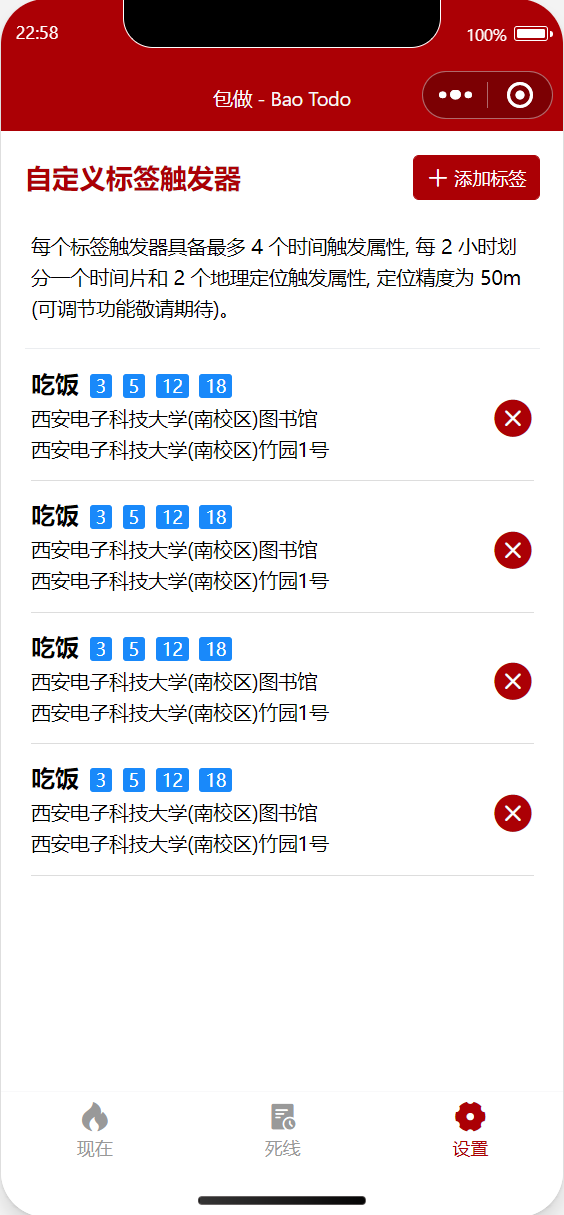 22:58
100%
包做 - Bao Todo
自定义标签触发器
添加标签
每个标签触发器具备最多 4 个时间触发属性, 每 2 小时划
分一个时间片和 2 个地理定位触发属性, 定位精度为 50m
(可调节功能敬请期待)。
吃饭 3 5 12 18
西安电子科技大学(南校区)图书馆
西安电子科技大学(南校区)竹园1号
吃饭 3 5 12 18
西安电子科技大学(南校区)图书馆
西安电子科技大学(南校区)竹园1号
吃饭 3 5 12 18
西安电子科技大学(南校区)图书馆
西安电子科技大学(南校区)竹园1号
吃饭 3 5 12 18
西安电子科技大学(南校区)图书馆
西安电子科技大学(南校区)竹园1号
现在
死线
设置